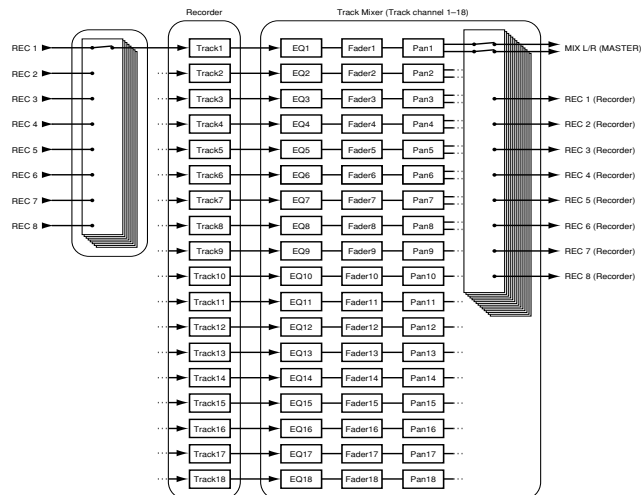 Recorder Track Mixer (Track channel 1–18)
REC 1 Track1 EQ1 Fader1 Pan1 MIX L/R (MASTER)
REC 2 Track2 EQ2 Fader2 Pan2
REC 3 Track3 EQ3 Fader3 Pan3 REC 1 (Recorder)
REC 4 Track4 EQ4 Fader4 Pan4 REC 2 (Recorder)
REC 5 Track5 EQ5 Fader5 Pan5 REC 3 (Recorder)
REC 6 Track6 EQ6 Fader6 Pan6 REC 4 (Recorder)
REC 7 Track7 EQ7 Fader7 Pan7 REC 5 (Recorder)
REC 8 Track8 EQ8 Fader8 Pan8 REC 6 (Recorder)
Track9 EQ9 Fader9 Pan9 REC 7 (Recorder)
Track10 EQ10 Fader10 Pan10 REC 8 (Recorder)
Track11 EQ11 Fader11 Pan11
Track12 EQ12 Fader12 Pan12
Track13 EQ13 Fader13 Pan13
Track14 EQ14 Fader14 Pan14
Track15 EQ15 Fader15 Pan15
Track16 EQ16 Fader16 Pan16
Track17 EQ17 Fader17 Pan17
Track18 EQ18 Fader18 Pan18